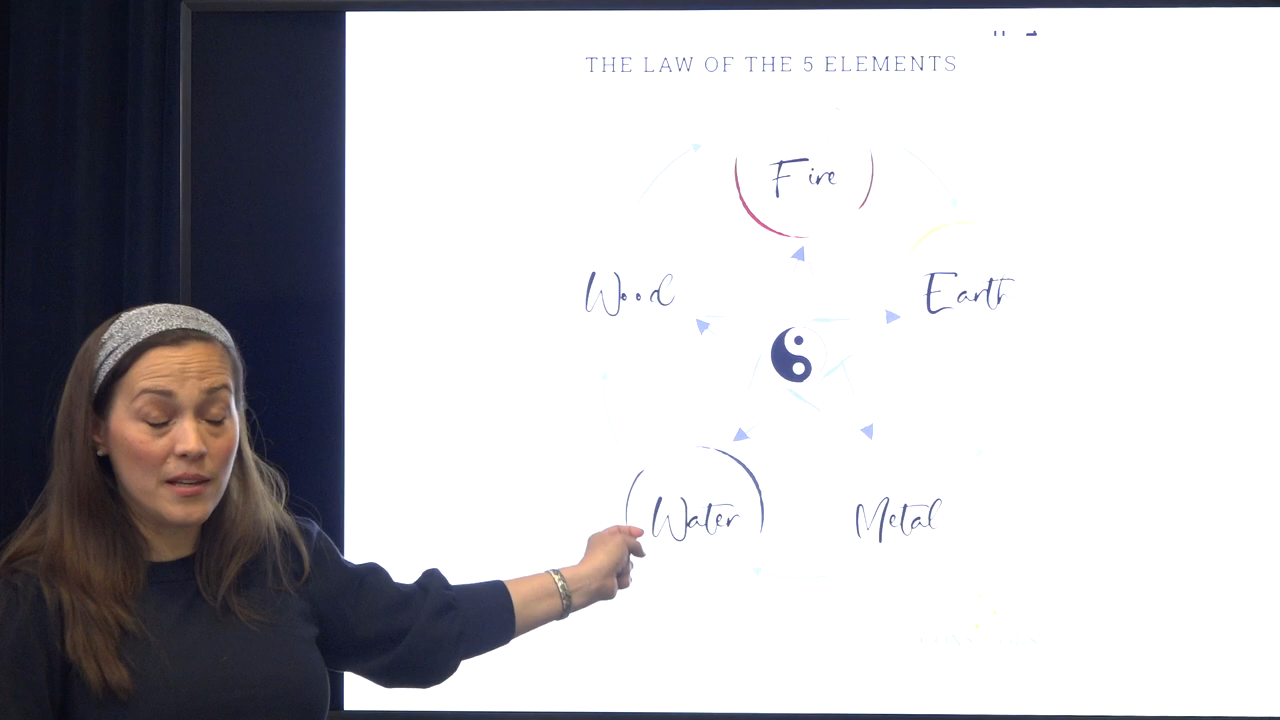 THE LAW OF THE 5 ELEMENTS
Fire
Wood
Earth
Water
Metal